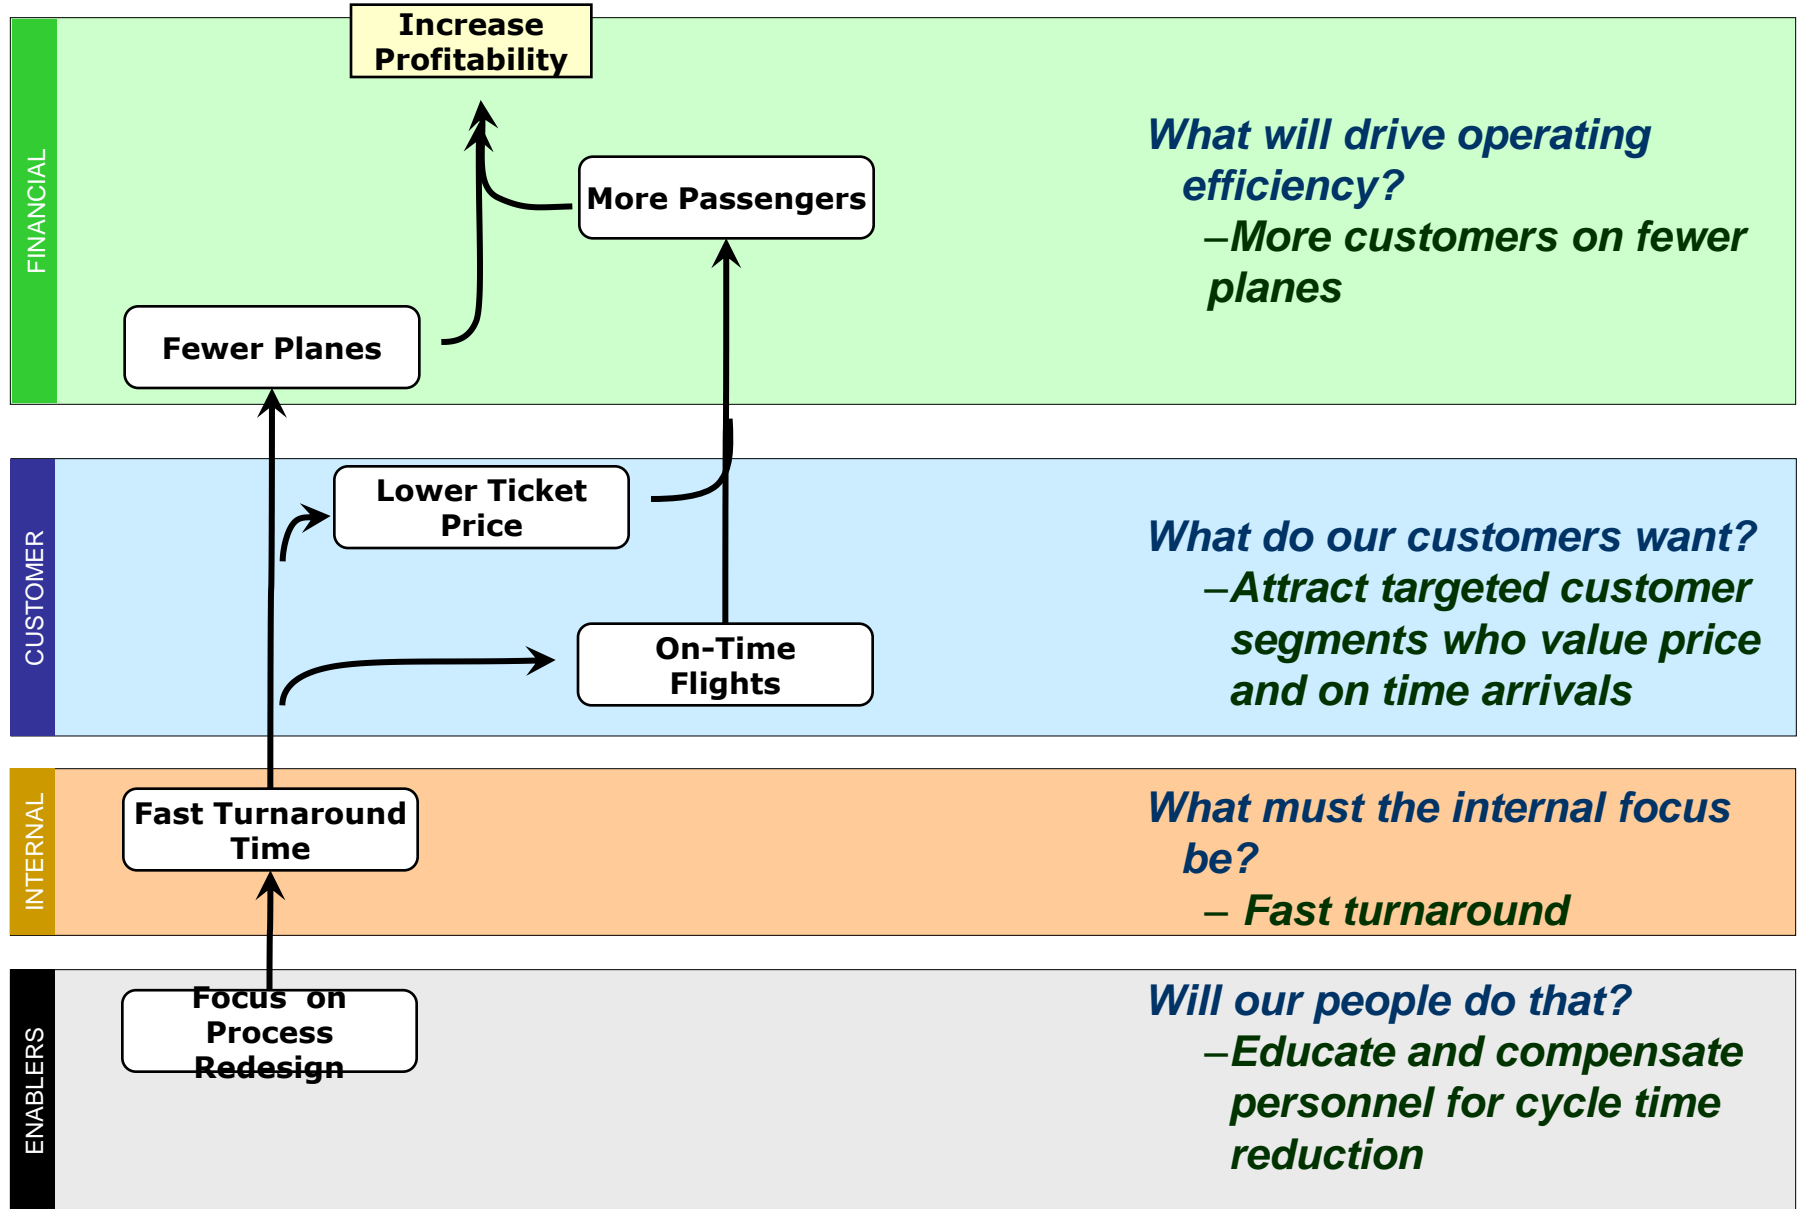 FINANCIAL
Increase
Profitability
More Passengers
Fewer Planes
What will drive operating
efficiency?
–More customers on fewer
planes
CUSTOMER
Lower Ticket
Price
On-Time
Flights
What do our customers want?
–Attract targeted customer
segments who value price
and on time arrivals
INTERNAL
Fast Turnaround
Time
What must the internal focus
be?
– Fast turnaround
ENABLERS
Focus on
Process
Redesign
Will our people do that?
–Educate and compensate
personnel for cycle time
reduction